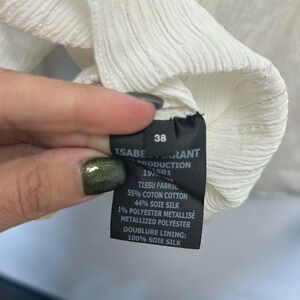 38
ISABEL MARANT
PRODUCTION
TISSU FABRIC
55% COTON COTTON
44% SOIE SILK
1% POLYESTER METALLISÉ
METALLIZED POLYESTER
DOUBLURE LINING:
100% SOIE SILK